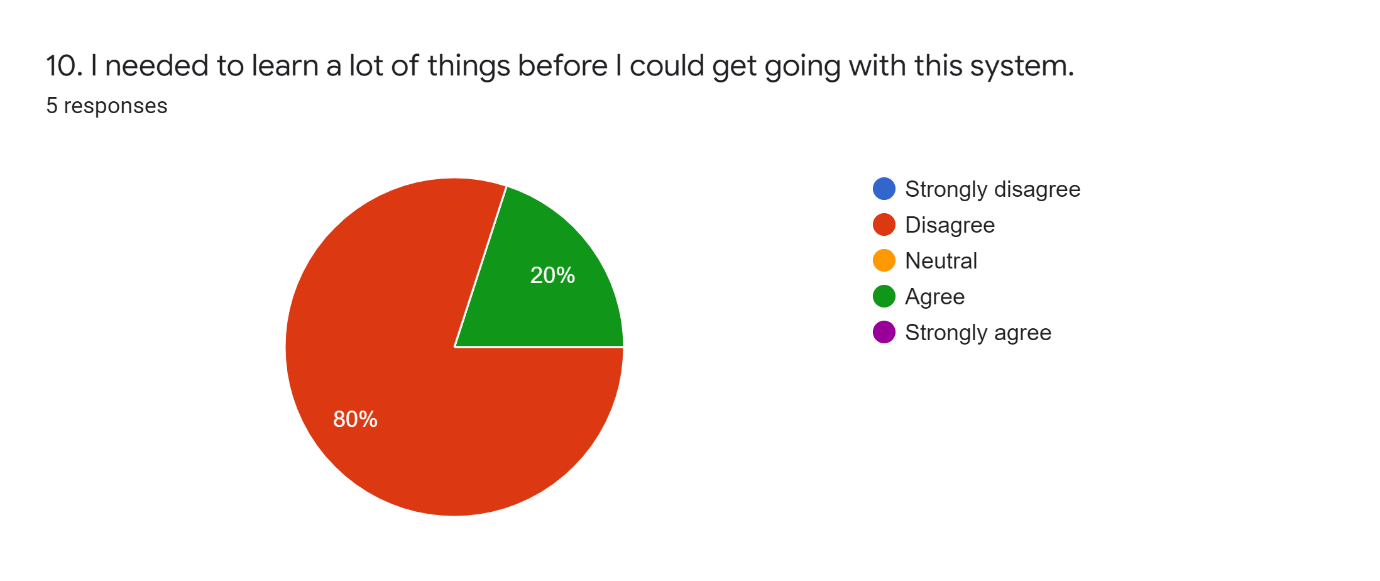 10. I needed to learn a lot of things before I could get going with this system.
5 responses
Strongly disagree
Disagree
Neutral
Agree
Strongly agree
20%
80%